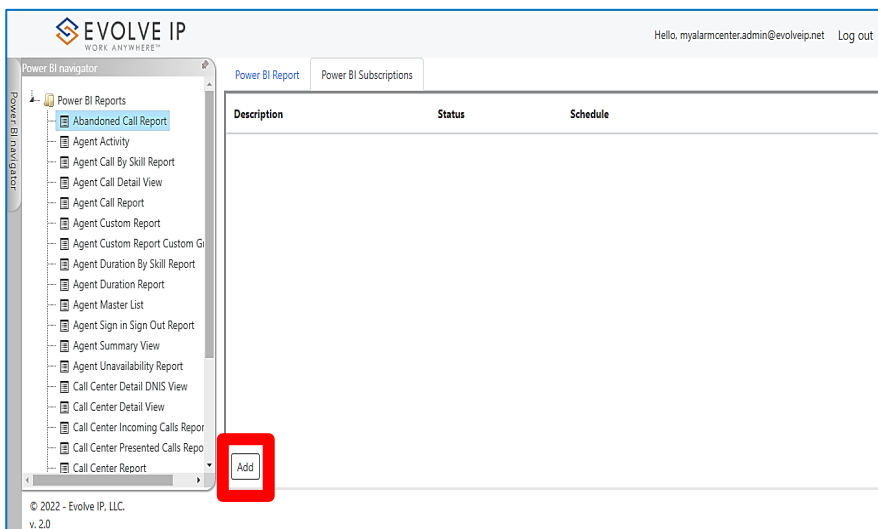 EVOLVE IP
WORK ANYWHERE™
Hello, myalarmcenter.admin@evolveip.net Log out
Power BI navigator
Power BI navigator
Power BI Reports
Abandoned Call Report
Agent Activity
Agent Call By Skill Report
Agent Call Detail View
Agent Call Report
Agent Custom Report
Agent Custom Report Custom Gr
Agent Duration By Skill Report
Agent Duration Report
Agent Master List
Agent Sign in Sign Out Report
Agent Summary View
Agent Unavailability Report
Call Center Detail DNIS View
Call Center Detail View
Call Center Incoming Calls Repor
Call Center Presented Calls Repo
Call Center Report
Power BI Report Power BI Subscriptions
Description Status Schedule
Add
© 2022 - Evolve IP, LLC.
v. 2.0